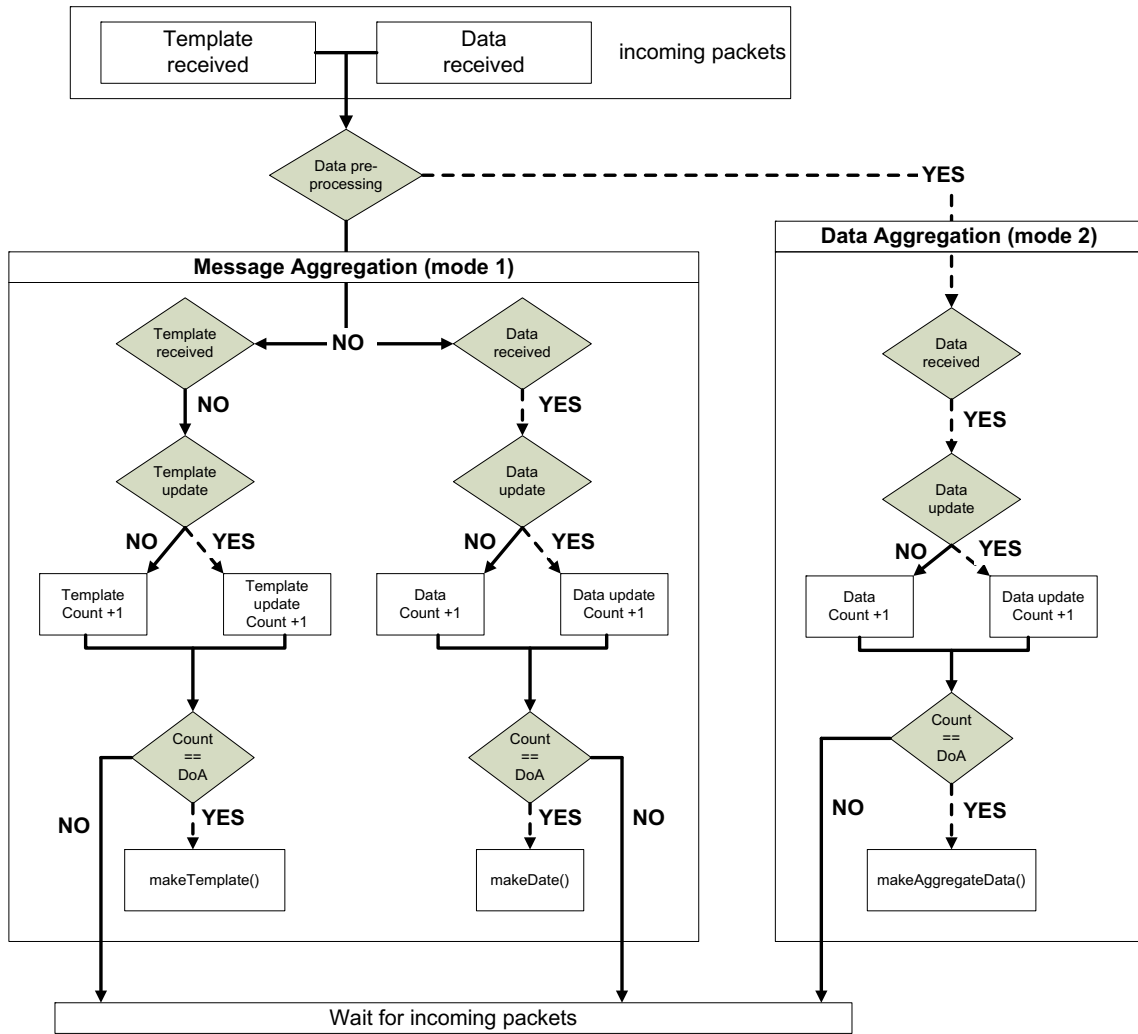 Template
received
Data
received
incoming packets
Data pre-
processing
YES
Message Aggregation (mode 1)
Data Aggregation (mode 2)
Template
received
NO
Data
received
Data
received
NO
YES
YES
Template
update
Data
update
Data
update
NO
YES
NO
YES
NO
YES
Template
Count +1
Template
update
Count +1
Data
Count +1
Data update
Count +1
Data
Count +1
Data update
Count +1
Count
==
DoA
Count
==
DoA
Count
==
DoA
NO
YES
YES
NO
NO
YES
makeTemplate()
makeDate()
makeAggregateData()
Wait for incoming packets